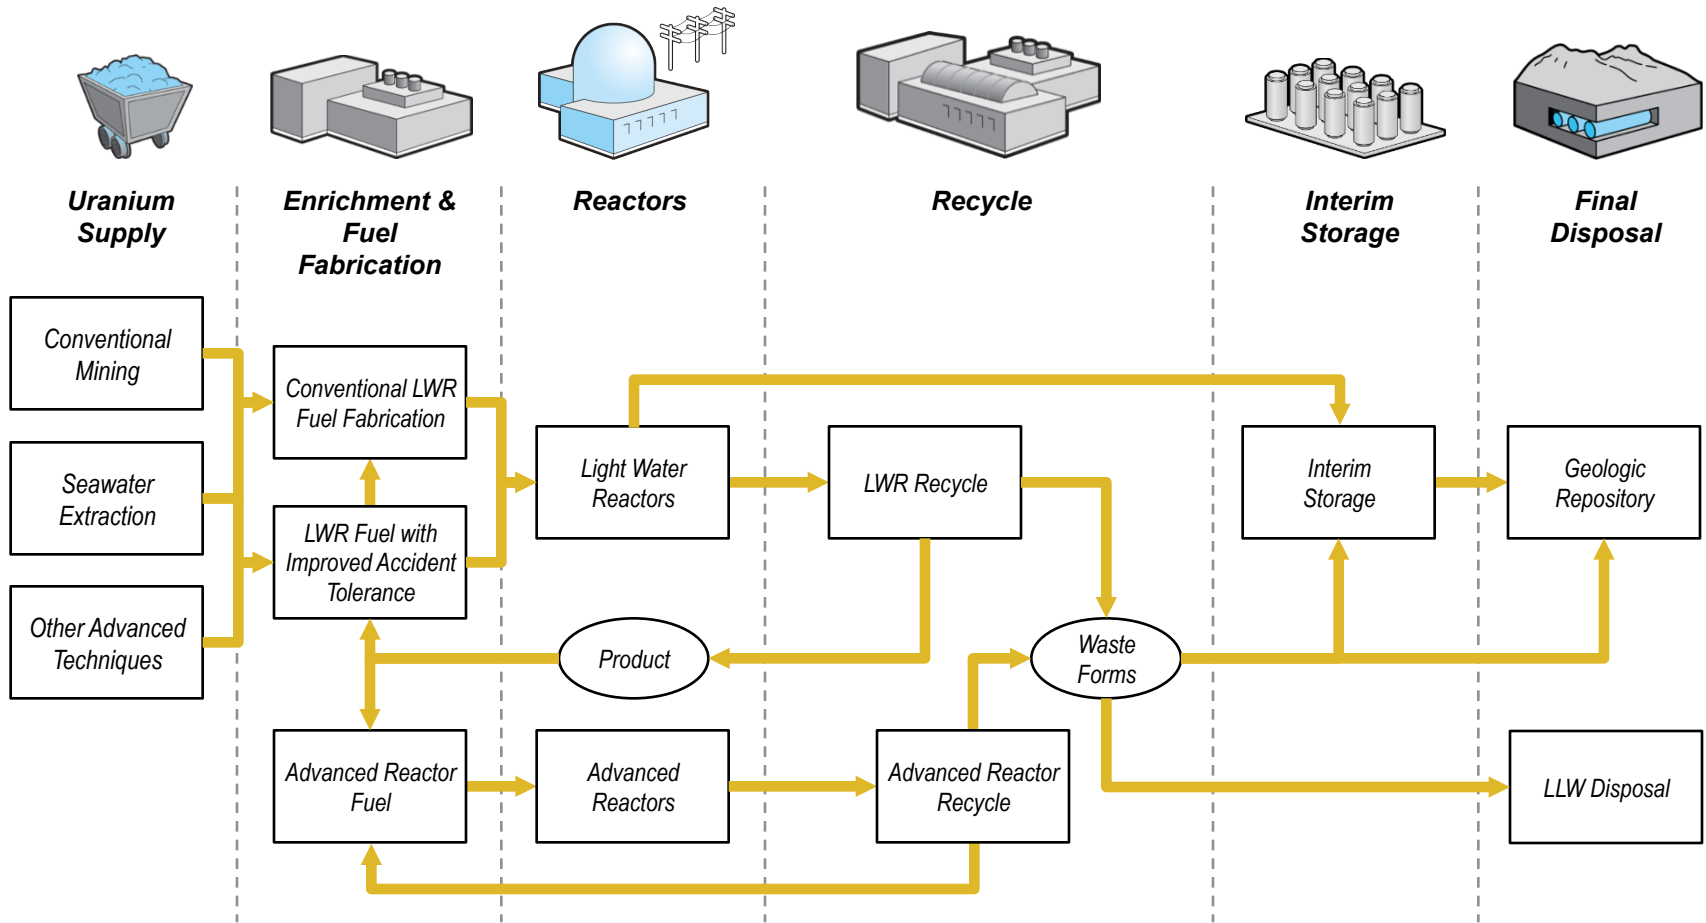 Uranium
Supply
Enrichment &
Fuel
Fabrication
Reactors
Recycle
Interim
Storage
Final
Disposal
Conventional
Mining
Seawater
Extraction
Other Advanced
Techniques
Conventional LWR
Fuel Fabrication
LWR Fuel with
Improved Accident
Tolerance
Advanced Reactor
Fuel
Light Water
Reactors
Product
Advanced
Reactors
LWR Recycle
Waste
Forms
Advanced Reactor
Recycle
Interim
Storage
Geologic
Repository
LLW Disposal